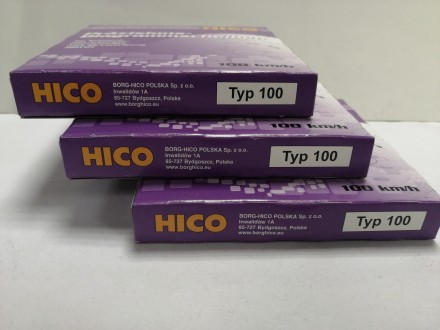 100 km/h
HICO
BORG-HICO POLSKA Sp. z o.o.
Inwalidów 1A
85-727 Bydgoszcz, Polska
www.borghico.eu
Typ 100
100 km/h
HICO
BORG-HICO POLSKA Sp. z o.o.
Inwalidów 1A
85-727 Bydgoszcz, Polska
www.borghico.eu
Typ 100
100 km/h
HICO
BORG-HICO POLSKA Sp. z o.o.
Inwalidów 1A
85-727 Bydgoszcz, Polska
www.borghico.eu
Typ 100